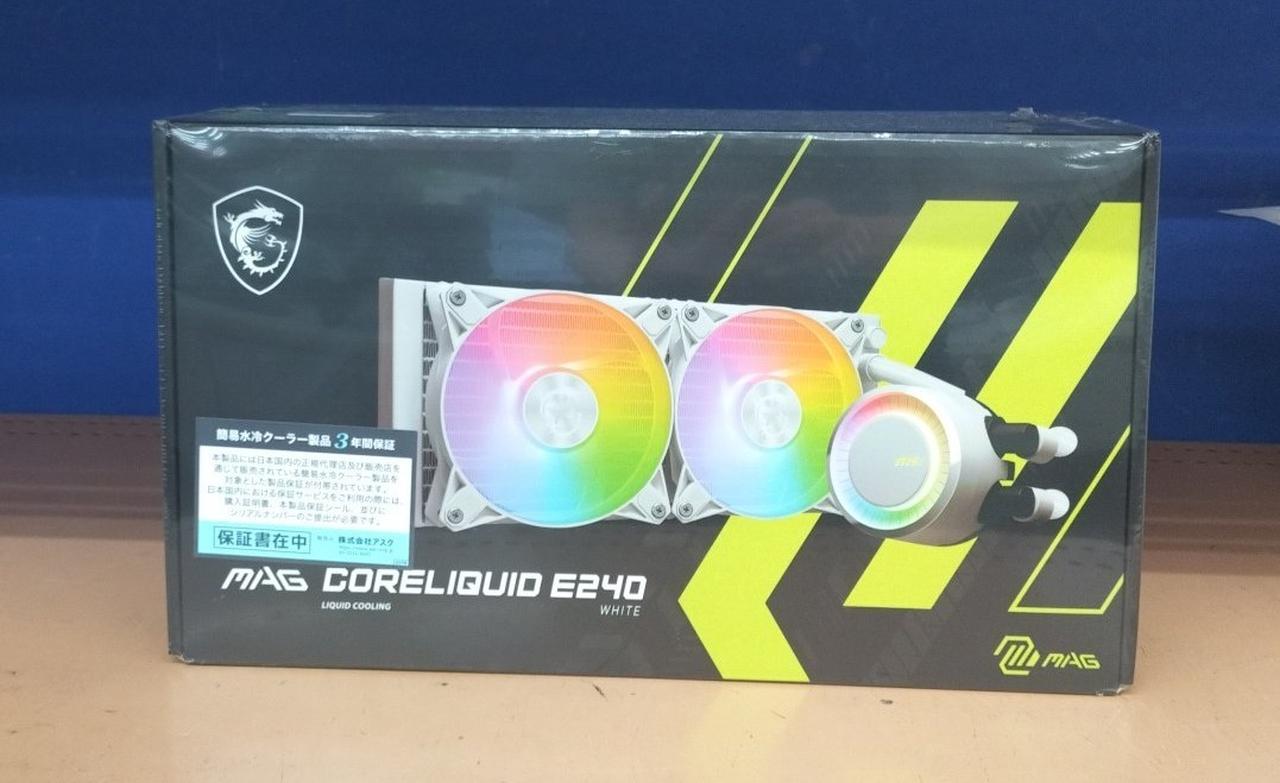 簡易水冷クーラー製品3年間保証
本製品には日本国内の正規代理店及び販売店を
通して販売されている簡易水冷クーラー製品を
対象とした製品保証が付帯されています。
日本国内における保証サービスをご利用の際には、
購入証明書、本製品保証シール、並びに
シリアルナンバーのご提出が必要です。
保証書在中
株式会社アスク
MAG CORELIQUID E240
LIQUID COOLING
WHITE
MAG